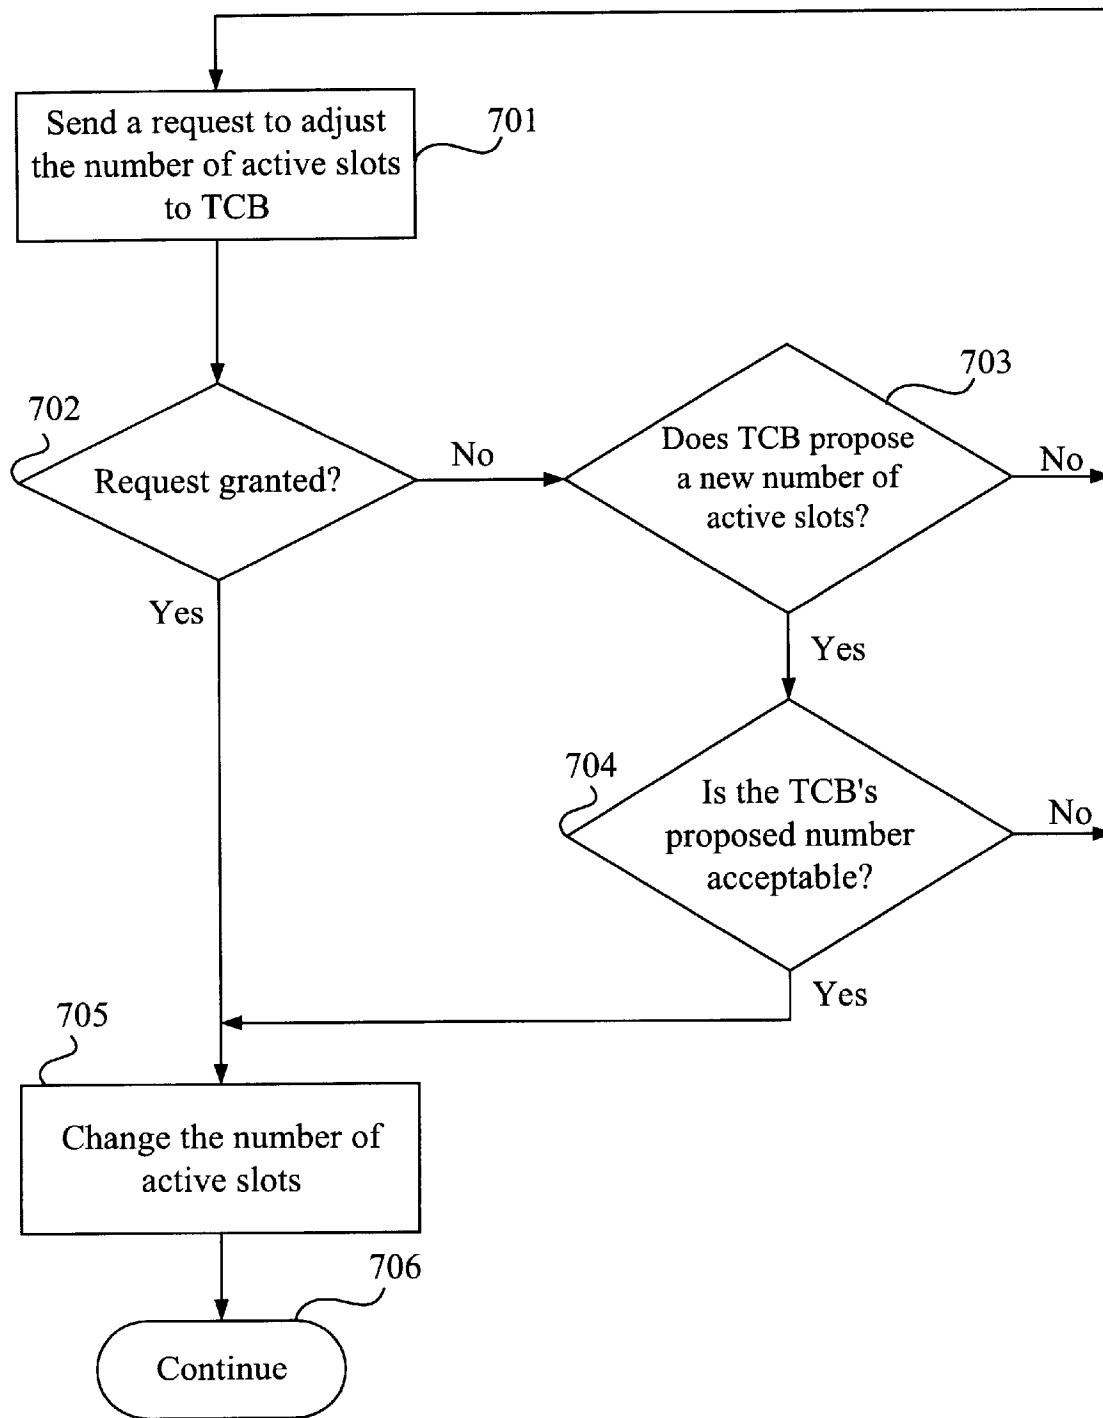 Send a request to adjust
the number of active slots
to TCB
701
702
Request granted?
No
Yes
703
Does TCB propose
a new number of
active slots?
No
Yes
704
Is the TCB's
proposed number
acceptable?
No
Yes
705
Change the number of
active slots
706
Continue